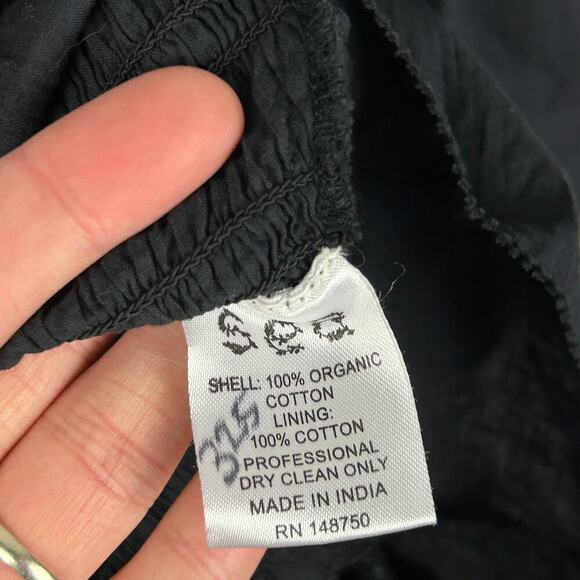 SHELL: 100% ORGANIC
COTTON
LINING:
100% COTTON
PROFESSIONAL
DRY CLEAN ONLY
MADE IN INDIA
RN 148750